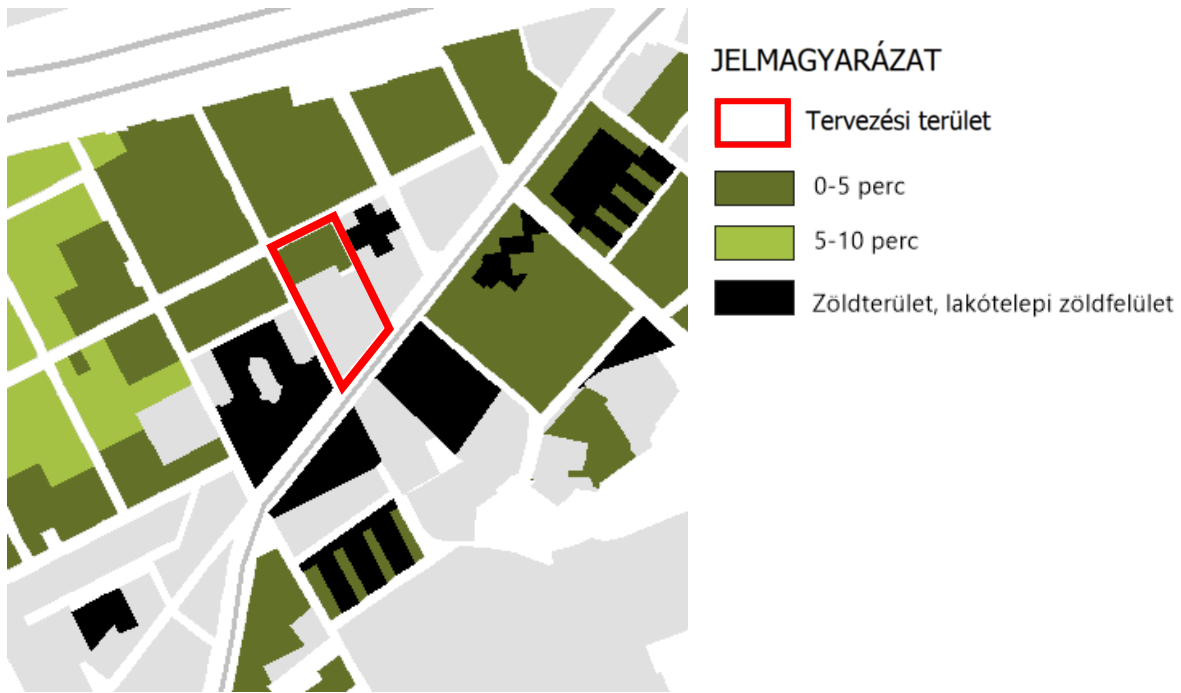 JELMAGYARÁZAT
Tervezési terület
0-5 perc
5-10 perc
Zöldterület, lakótelepi zöldfelület